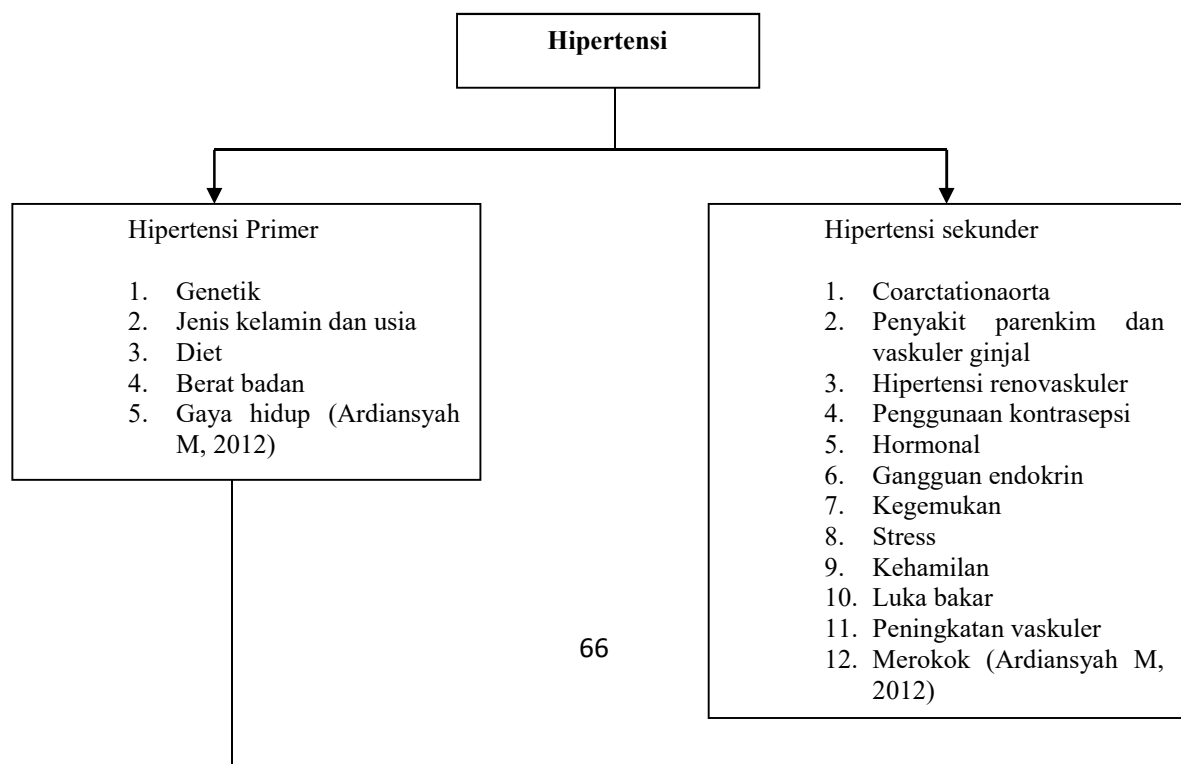 Hipertensi
Hipertensi Primer
1. Genetik
2. Jenis kelamin dan usia
3. Diet
4. Berat badan
5. Gaya hidup (Ardiansyah
M, 2012)
Hipertensi sekunder
1. Coarctationaorta
2. Penyakit parenkim dan
vaskuler ginjal
3. Hipertensi renovaskuler
4. Penggunaan kontrasepsi
5. Hormonal
6. Gangguan endokrin
7. Kegemukan
8. Stress
9. Kehamilan
10. Luka bakar
11. Peningkatan vaskuler
12. Merokok (Ardiansyah M,
2012)
66